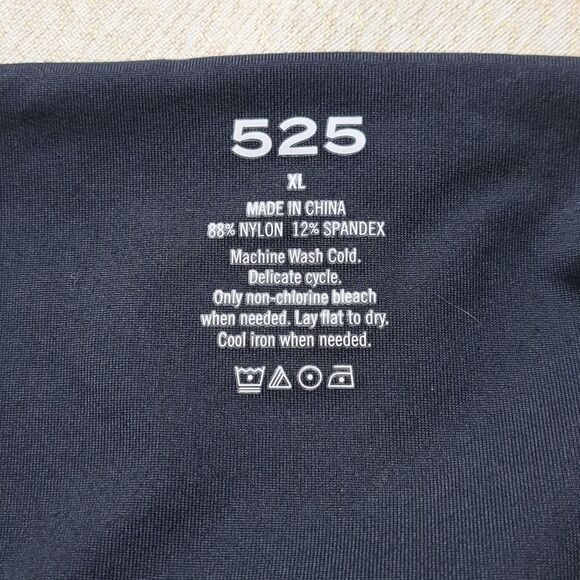 525
XL
MADE IN CHINA
88% NYLON 12% SPANDEX
Machine Wash Cold.
Delicate cycle.
Only non-chlorine bleach
when needed. Lay flat to dry.
Cool iron when needed.